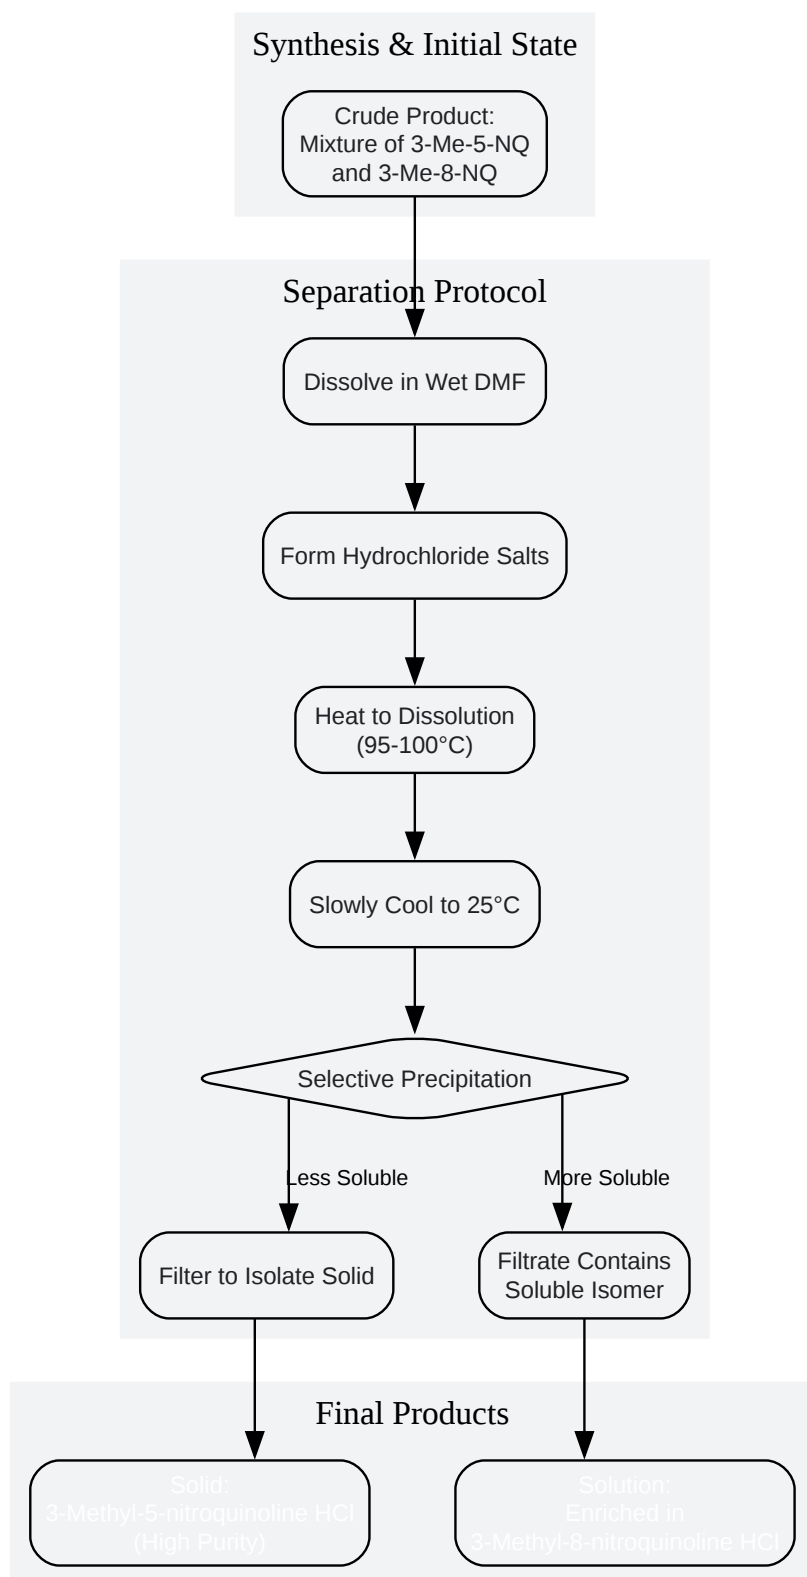 Synthesis & Initial State
Crude Product:
Mixture of 3-Me-5-NQ
and 3-Me-8-NQ
Separation Protocol
Dissolve in Wet DMF
Form Hydrochloride Salts
Heat to Dissolution
(95-100°C)
Slowly Cool to 25°C
Selective Precipitation
Less Soluble
More Soluble
Filter to Isolate Solid
Filtrate Contains
Soluble Isomer
Final Products
Solid:
3-Methyl-5-nitroquinoline HCl
(High Purity)
Solution:
Enriched in
3-Methyl-8-nitroquinoline HCl